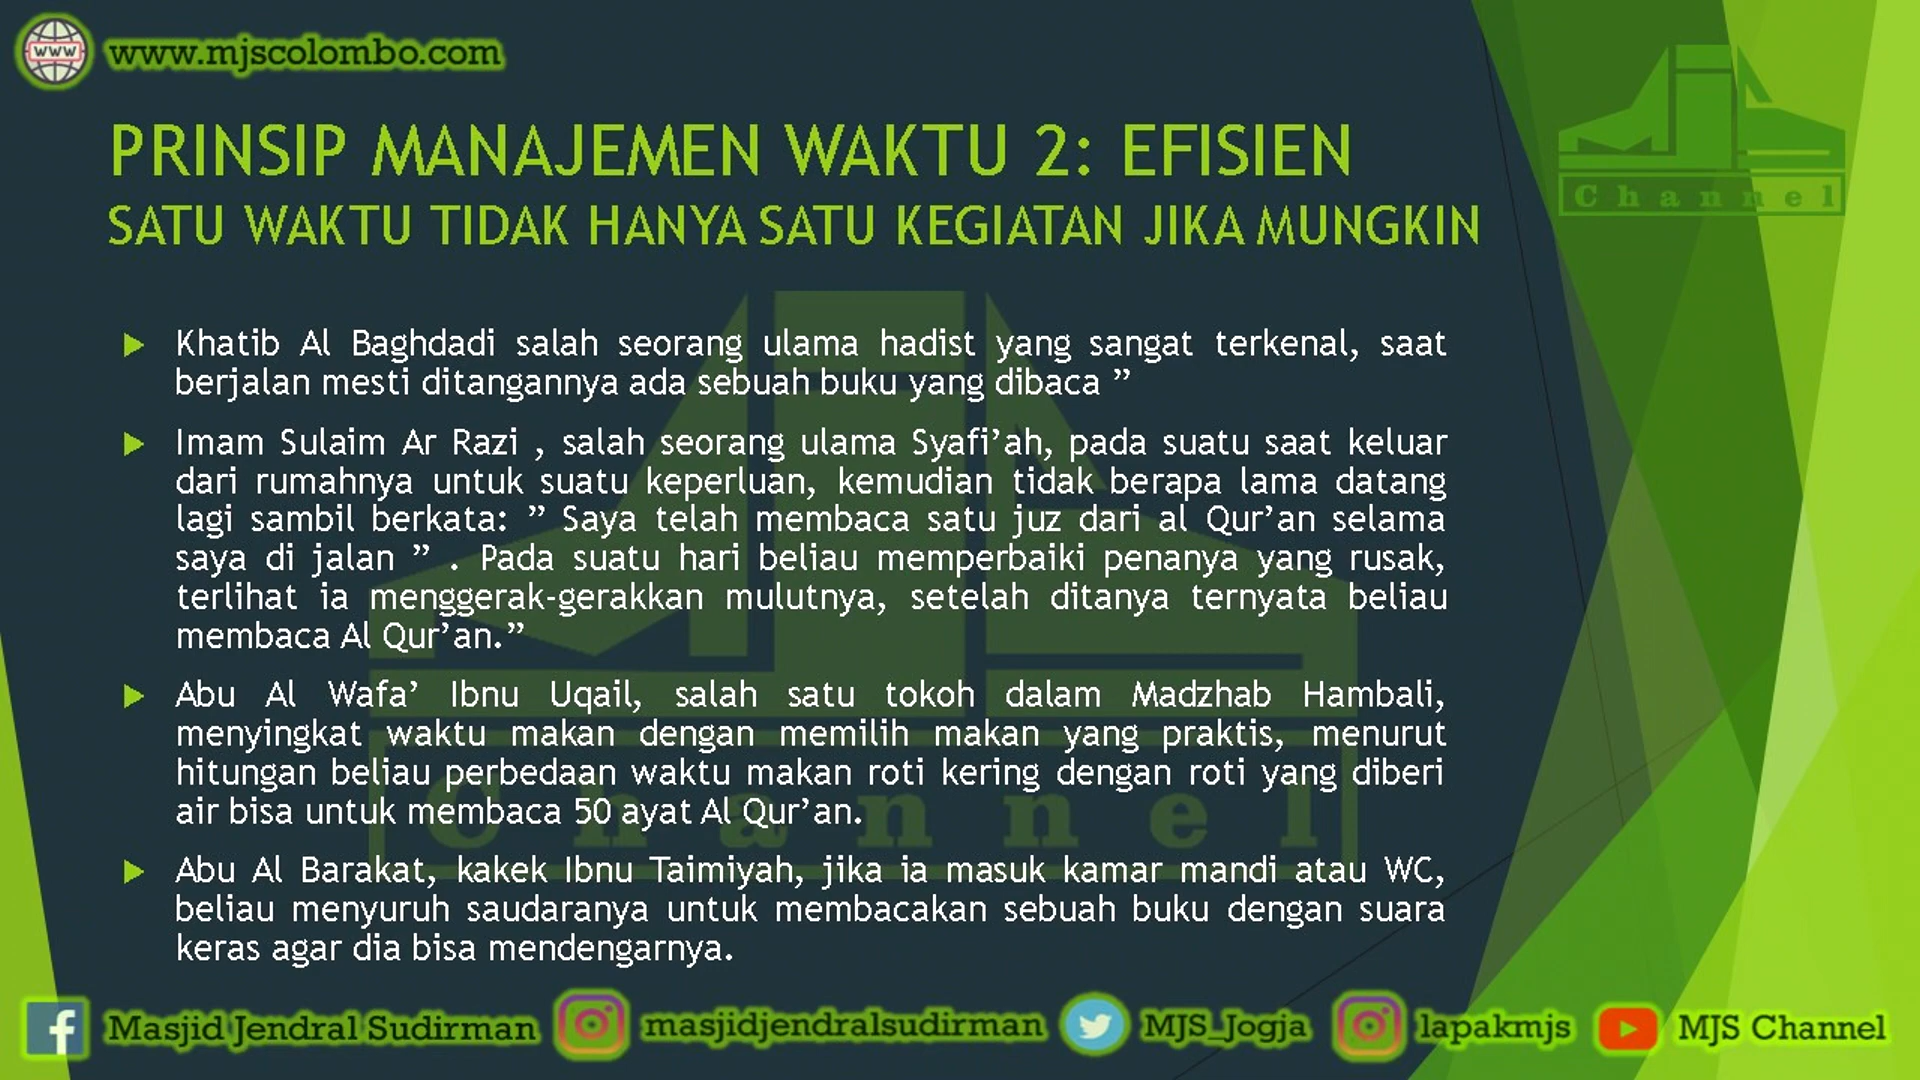 www.mjscolombo.com
PRINSIP MANAJEMEN WAKTU 2: EFISIEN
SATU WAKTU TIDAK HANYA SATU KEGIATAN JIKA MUNGKIN
Channel
Khatib Al Baghdadi salah seorang ulama hadist yang sangat terkenal, saat
berjalan mesti ditangannya ada sebuah buku yang dibaca ”
Imam Sulaim Ar Razi , salah seorang ulama Syafi’ah, pada suatu saat keluar
dari rumahnya untuk suatu keperluan, kemudian tidak berapa lama datang
lagi sambil berkata: ” Saya telah membaca satu juz dari al Qur’an selama
saya di jalan ” . Pada suatu hari beliau memperbaiki penanya yang rusak,
terlihat ia menggerak-gerakkan mulutnya, setelah ditanya ternyata beliau
membaca Al Qur’an.”
Abu Al Wafa’ Ibnu Uqail, salah satu tokoh dalam Madzhab Hambali,
menyingkat waktu makan dengan memilih makan yang praktis, menurut
hitungan beliau perbedaan waktu makan roti kering dengan roti yang diberi
air bisa untuk membaca 50 ayat Al Qur’an.
Channel
Abu Al Barakat, kakek Ibnu Taimiyah, jika ia masuk kamar mandi atau WC,
beliau menyuruh saudaranya untuk membacakan sebuah buku dengan suara
keras agar dia bisa mendengarnya.
Masjid Jendral Sudirman masjidjendralsudirman MJS_Jogja lapakmjs MJS Channel